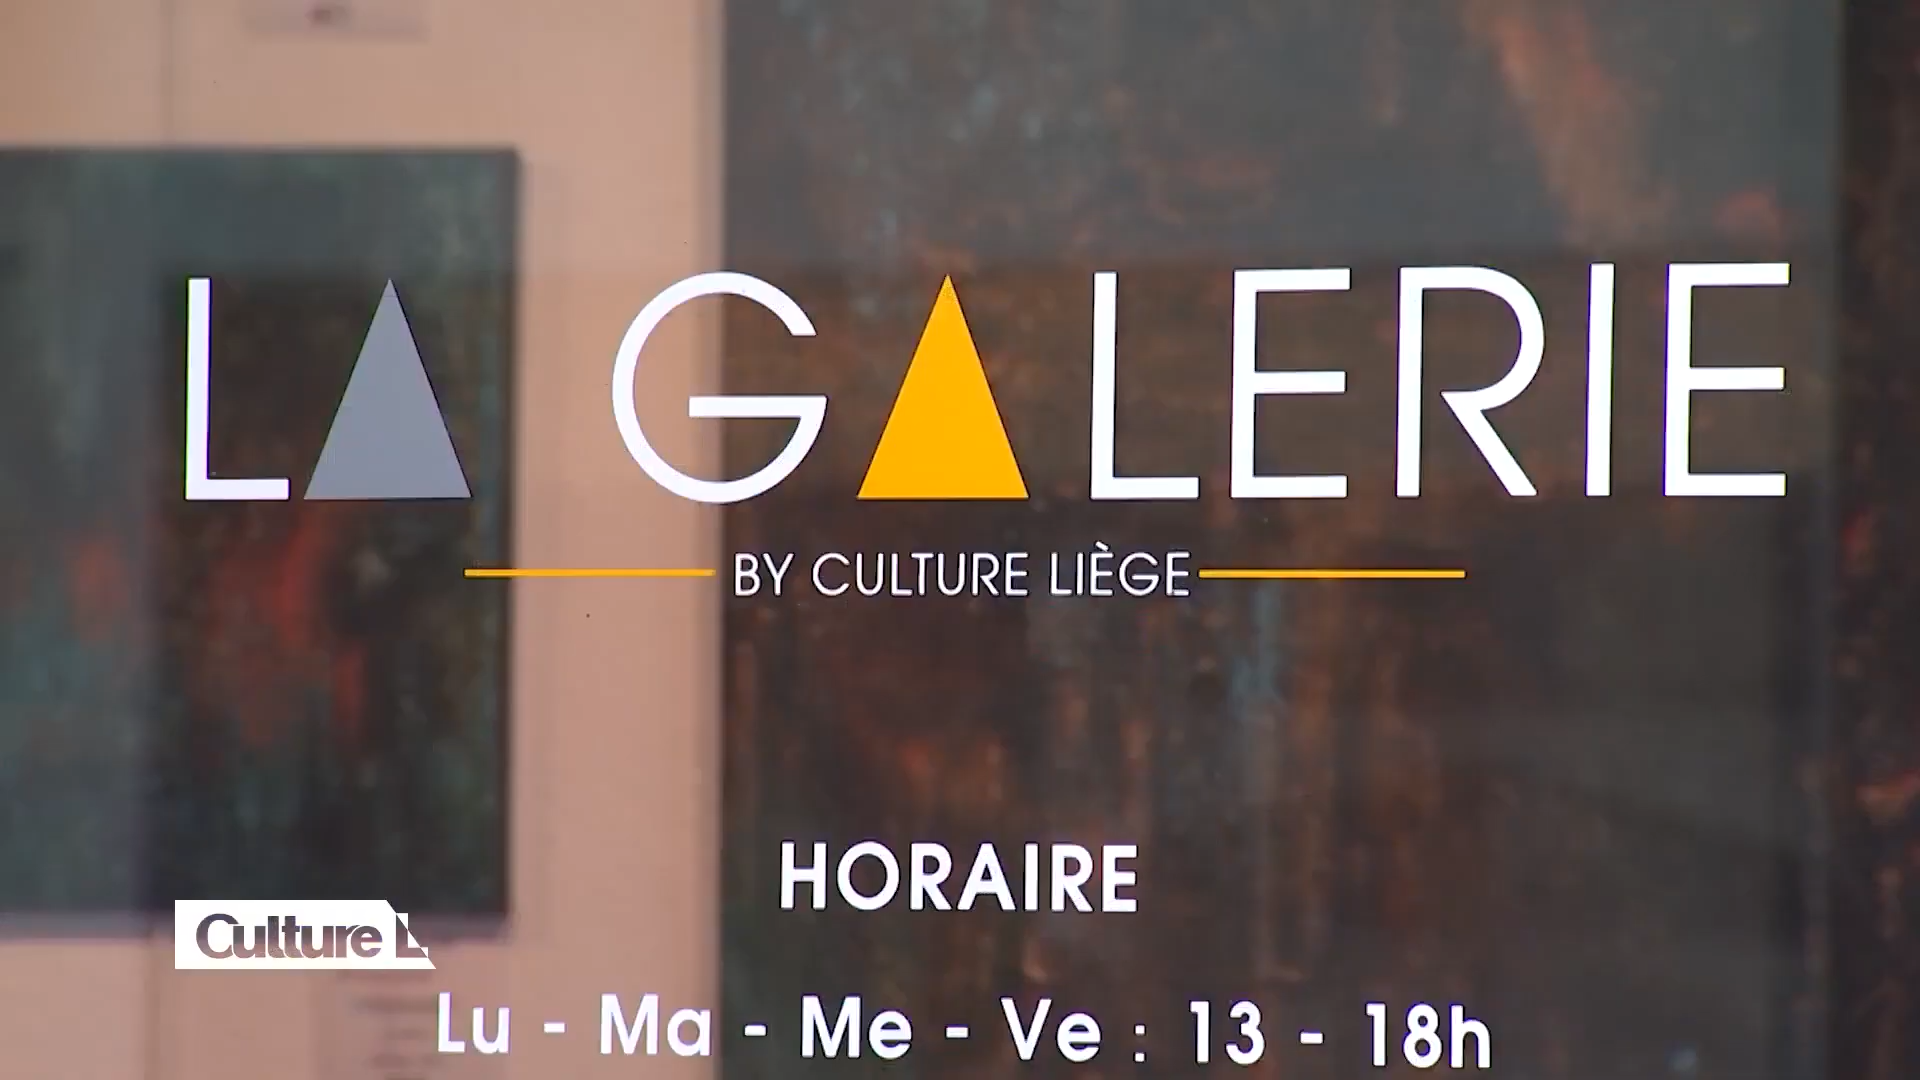 LA GALERIE
BY CULTURE LIÈGE
HORAIRE
Culture L
Lu - Ma - Me - Ve : 13 - 18h